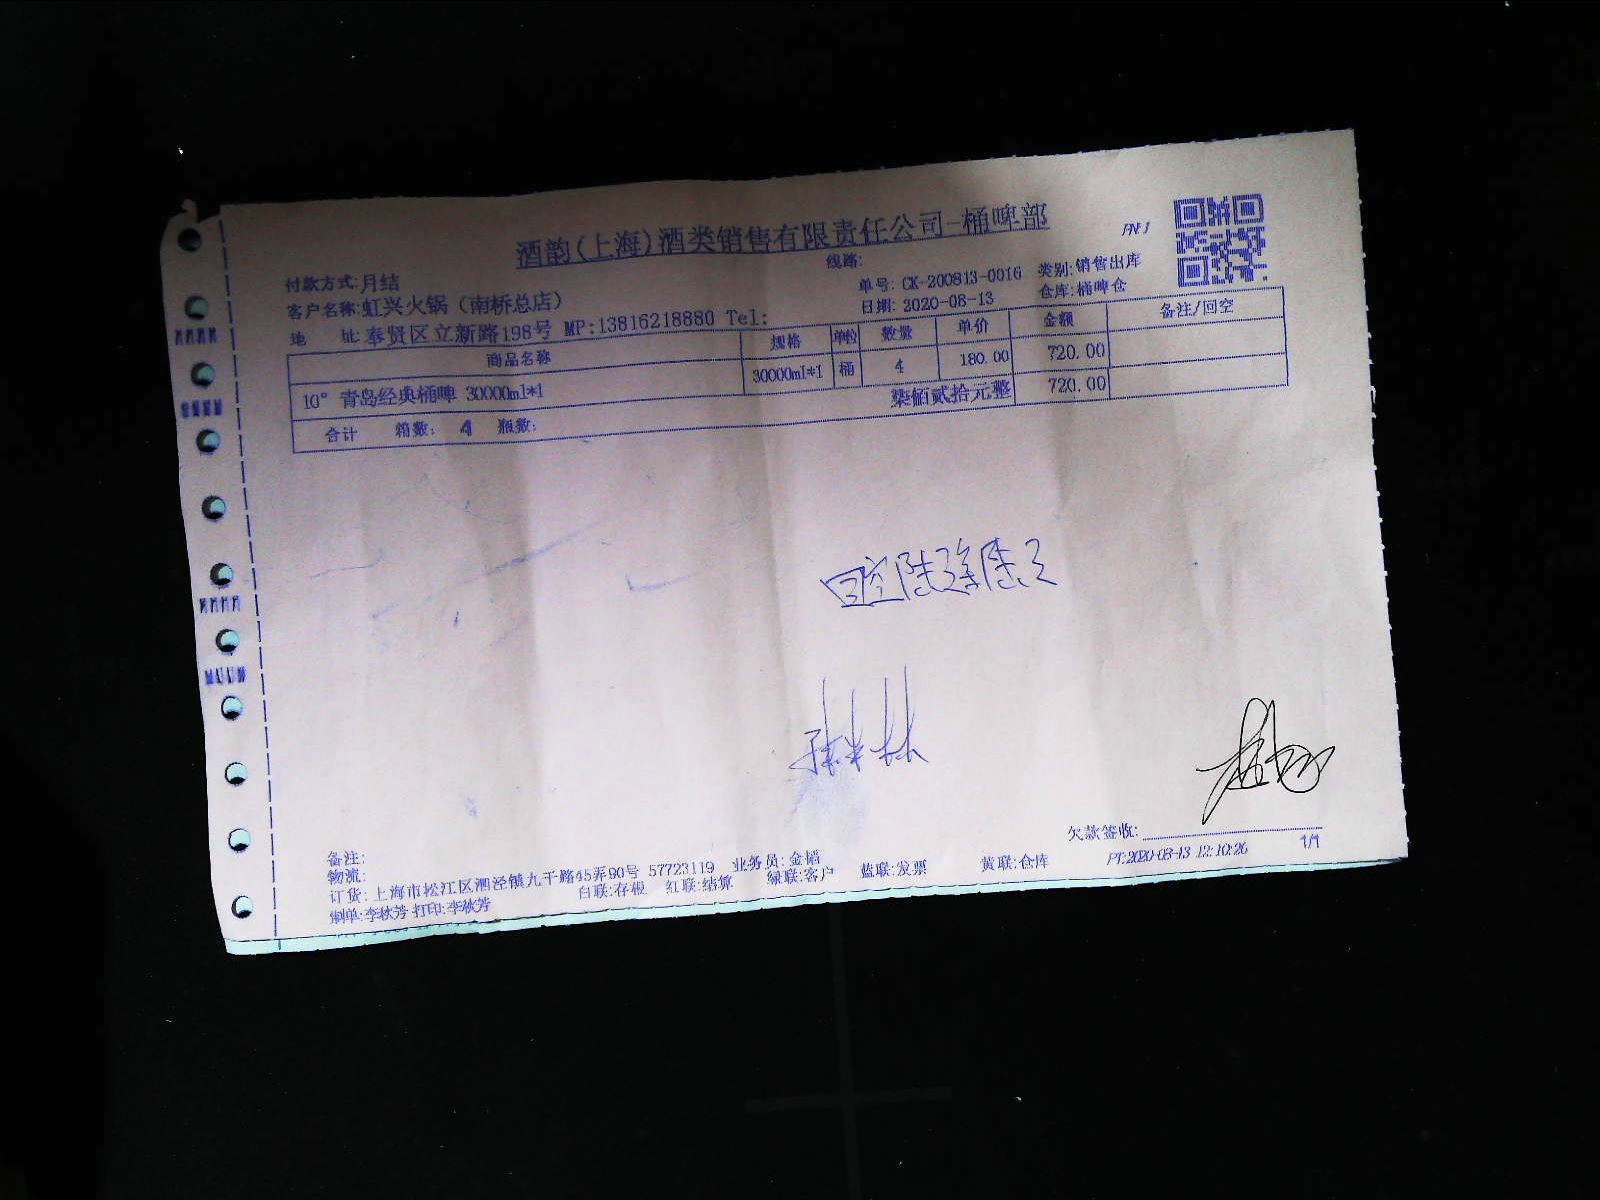 酒韵(上海)酒类销售有限责任公司-桶啤部
线路:
付款方式:月结
单号: CK-200813-0016 类别:销售出库
客户名称:虹兴火锅（南桥总店）
日期: 2020-08-13 仓库:桶啤仓
地 址:奉贤区立新路198号 MP:13816218880 Tel:
商品名称 规格 单位 数量 单价 金额 备注/回空
10° 青岛经典桶啤 30000ml*1 30000ml*1 桶 4 180.00 720.00
合计 箱数: 4 瓶数: 柒佰贰拾元整 720.00
回空
欠款签收:
备注:
物流:
订货:上海市松江区泗泾镇九干路45弄90号 57723119 业务员:金韬
PT:2020-08-13 12:10:26 1/1
制单:李秋芳 打印:李秋芳 白联:存根 红联:结算 绿联:客户 蓝联:发票 黄联:仓库